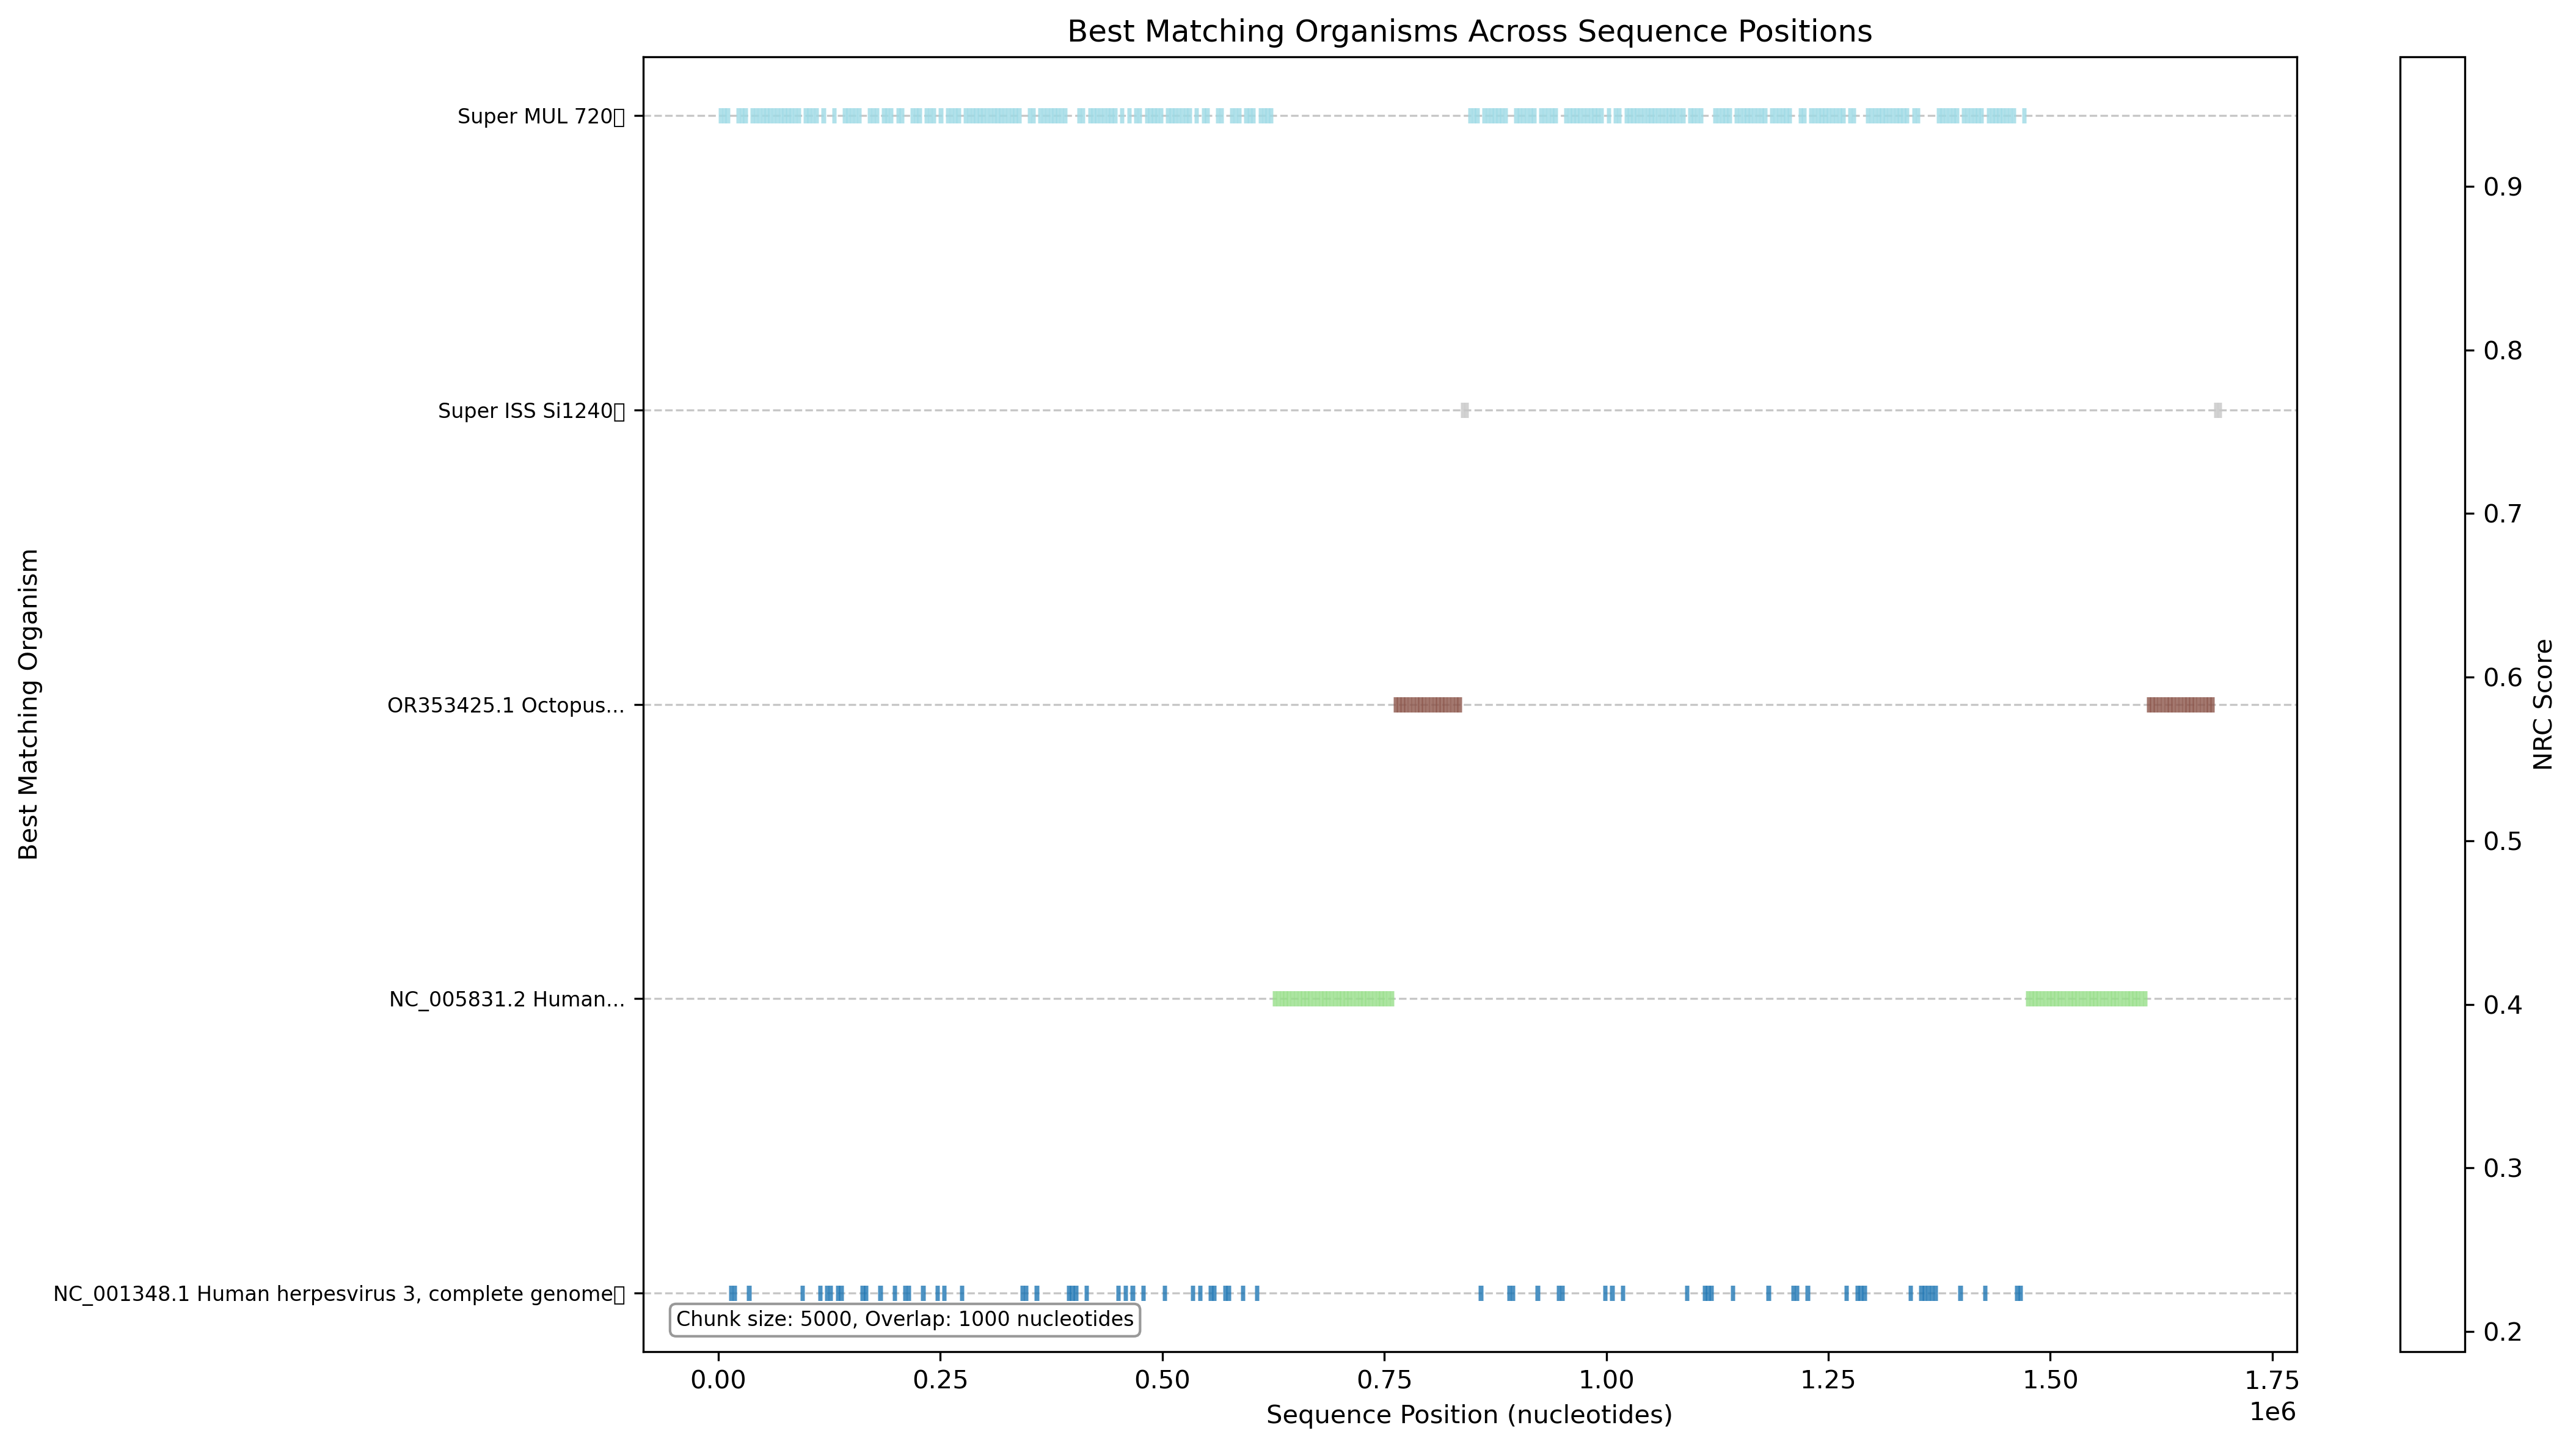 Best Matching Organisms Across Sequence Positions
Super MUL 720
Super ISS Si1240
OR353425.1 Octopus...
NC_005831.2 Human...
NC_001348.1 Human herpesvirus 3, complete genome
Best Matching Organism
Chunk size: 5000, Overlap: 1000 nucleotides
0.00 0.25 0.50 0.75 1.00 1.25 1.50 1.75
1e6
Sequence Position (nucleotides)
0.9
0.8
0.7
0.6
0.5
0.4
0.3
0.2
NRC Score